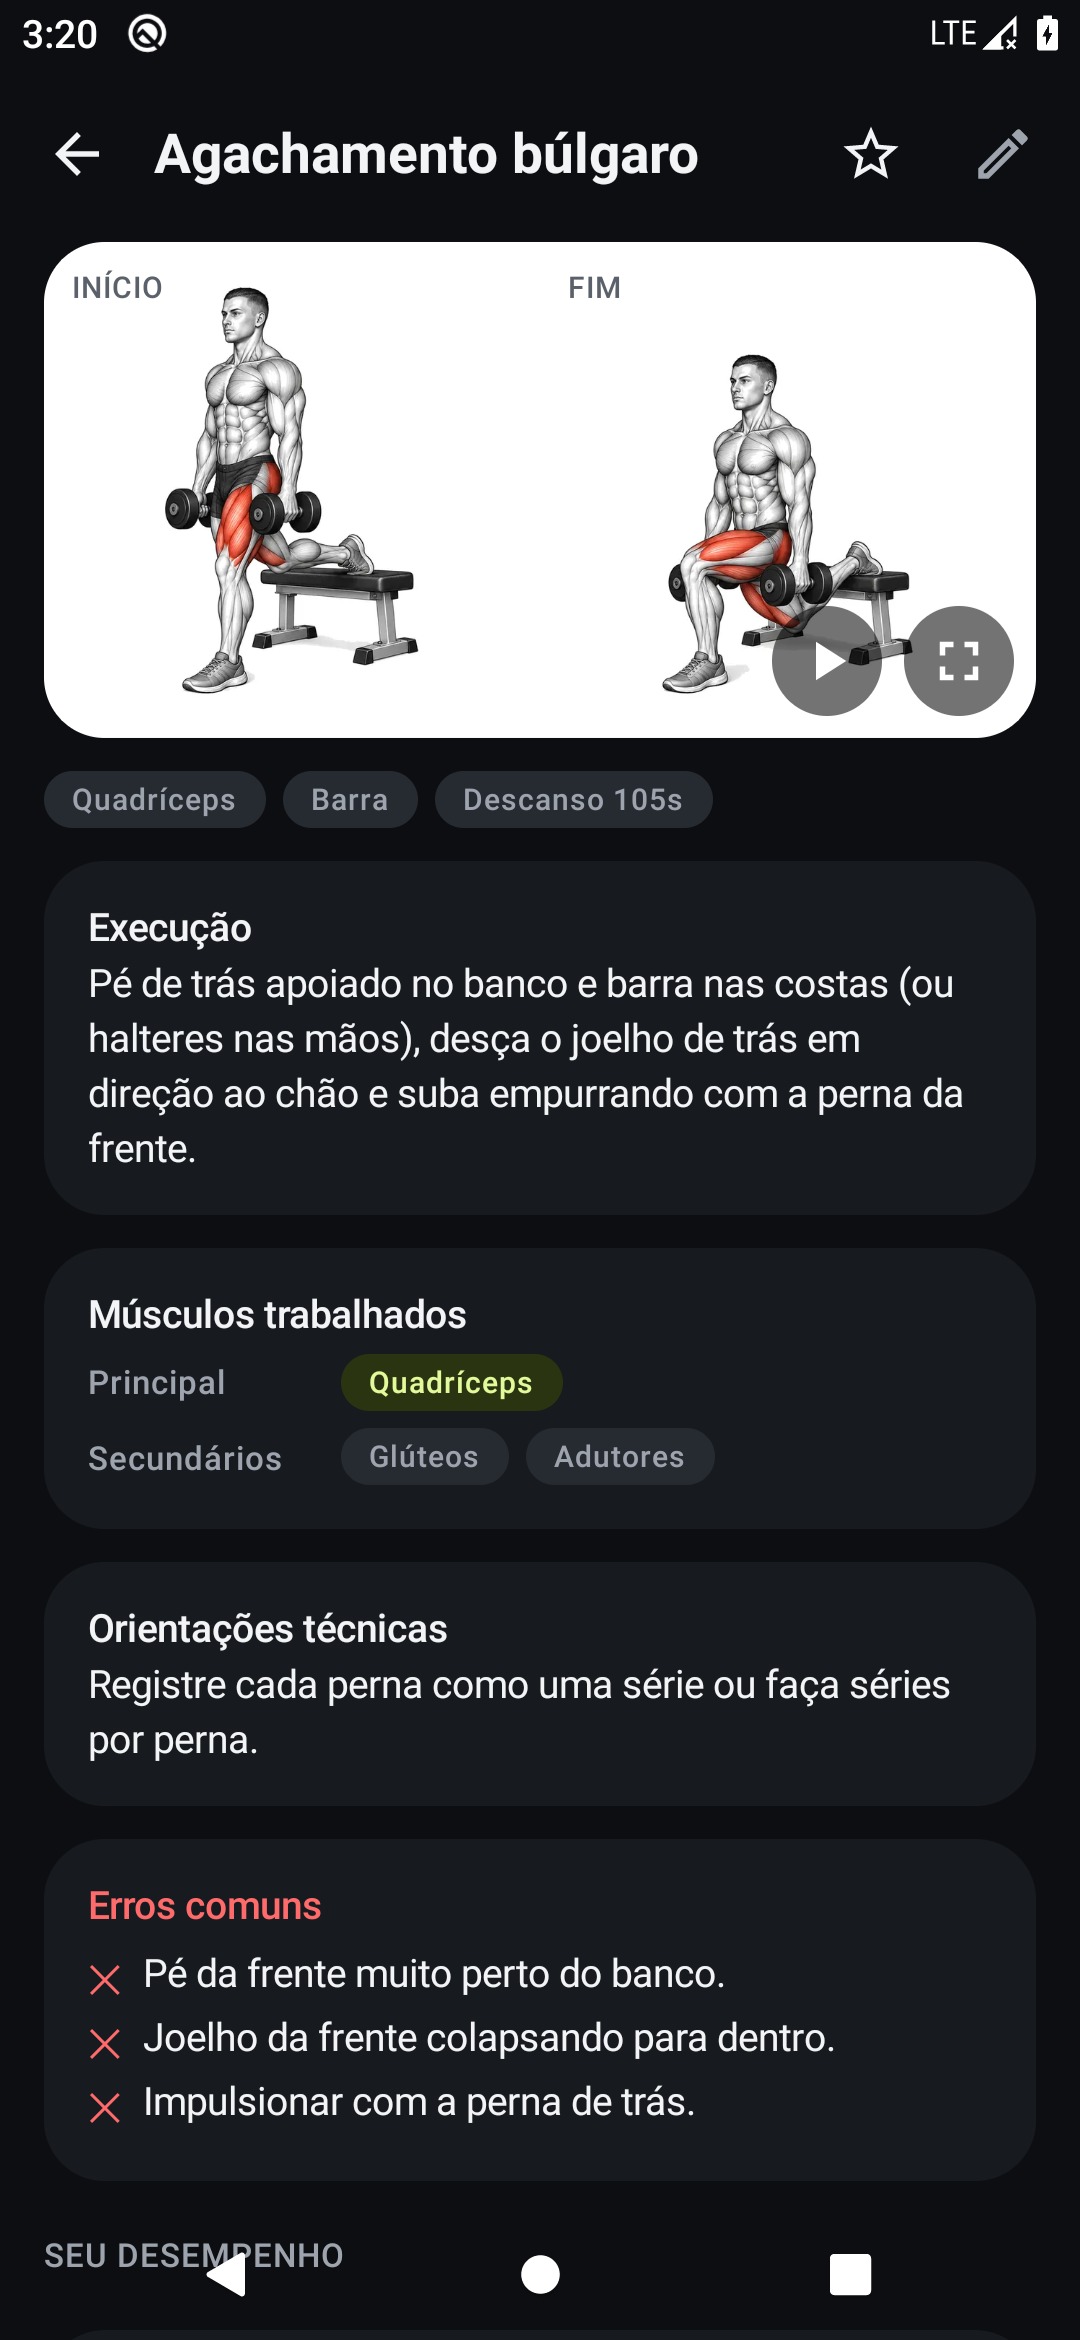 3:20
LTE
Agachamento búlgaro
INÍCIO
FIM
Quadríceps
Barra
Descanso 105s
Execução
Pé de trás apoiado no banco e barra nas costas (ou
halteres nas mãos), desça o joelho de trás em
direção ao chão e suba empurrando com a perna da
frente.
Músculos trabalhados
Principal
Quadríceps
Secundários
Glúteos
Adutores
Orientações técnicas
Registre cada perna como uma série ou faça séries
por perna.
Erros comuns
Pé da frente muito perto do banco.
Joelho da frente colapsando para dentro.
Impulsionar com a perna de trás.
SEU DESEMPENHO